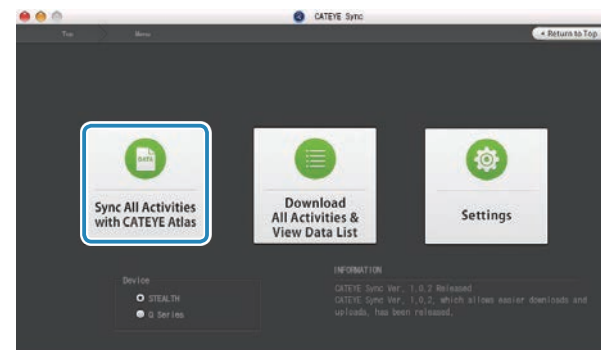 CATEYE Sync
Top
Menu
Return to Top
DATA
Sync All Activities
with CATEYE Atlas
Download
All Activities &
View Data List
Settings
Device
STEALTH
Q Series
INFORMATION
CATEYE Sync Ver. 1.0.2 Released
CATEYE Sync Ver. 1.0.2, which allows easier downloads and
uploads, has been released.